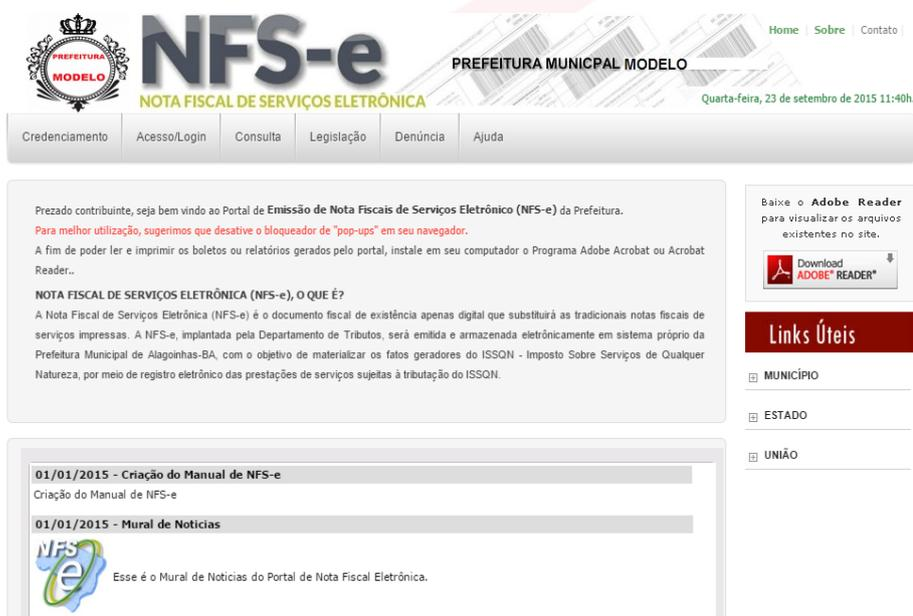 PREFEITURA
MODELO
NFS-e
NOTA FISCAL DE SERVIÇOS ELETRÔNICA
PREFEITURA MUNICPAL MODELO
Home | Sobre | Contato
Quarta-feira, 23 de setembro de 2015 11:40h.
Credenciamento
Acesso/Login
Consulta
Legislação
Denúncia
Ajuda
Prezado contribuinte, seja bem vindo ao Portal de Emissão de Nota Fiscais de Serviços Eletrônico (NFS-e) da Prefeitura.
Para melhor utilização, sugerimos que desative o bloqueador de "pop-ups" em seu navegador.
A fim de poder ler e imprimir os boletos ou relatórios gerados pelo portal, instale em seu computador o Programa Adobe Acrobat ou Acrobat
Reader..
NOTA FISCAL DE SERVIÇOS ELETRÔNICA (NFS-e), O QUE É?
A Nota Fiscal de Serviços Eletrônica (NFS-e) é o documento fiscal de existência apenas digital que substituirá as tradicionais notas fiscais de
serviços impressas. A NFS-e, implantada pela Departamento de Tributos, será emitida e armazenada eletrônicamente em sistema próprio da
Prefeitura Municipal de Alagoinhas-BA, com o objetivo de materializar os fatos geradores do ISSQN - Imposto Sobre Serviços de Qualquer
Natureza, por meio de registro eletrônico das prestações de serviços sujeitas à tributação do ISSQN.
Baixe o Adobe Reader
para visualizar os arquivos
existentes no site.
Download
ADOBE® READER®
Links Úteis
MUNICÍPIO
ESTADO
UNIÃO
01/01/2015 - Criação do Manual de NFS-e
Criação do Manual de NFS-e
01/01/2015 - Mural de Noticias
NFS
e
Esse é o Mural de Noticias do Portal de Nota Fiscal Eletrônica.